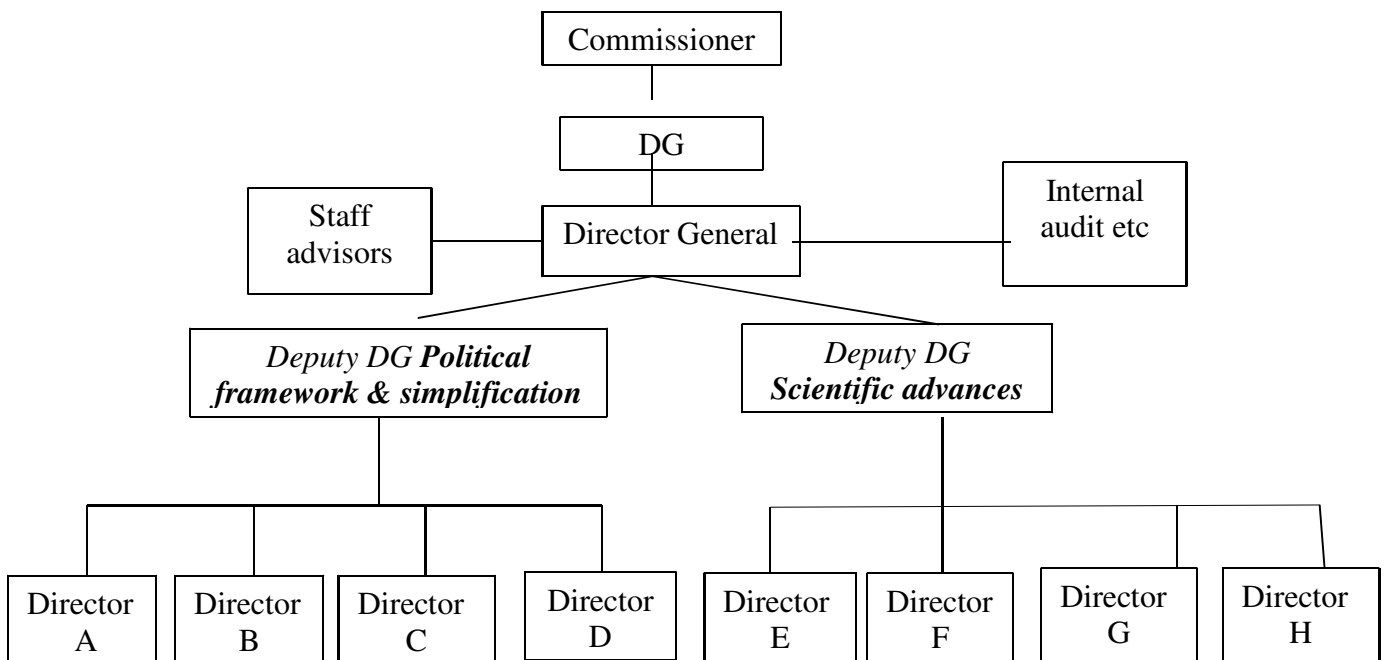 Commissioner
DG
Staff
advisors
Director General
Internal
audit etc
Deputy DG Political
framework & simplification
Deputy DG
Scientific advances
Director
A
Director
B
Director
C
Director
D
Director
E
Director
F
Director
G
Director
H